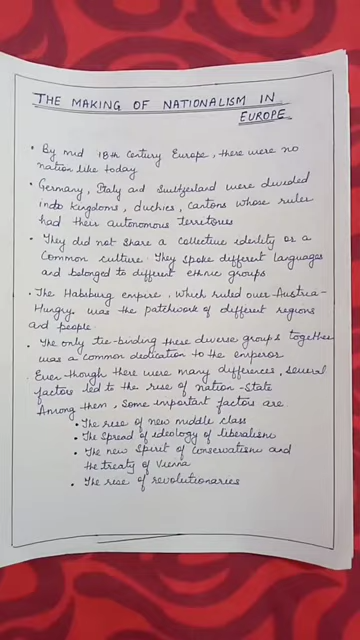 THE MAKING OF NATIONALISM IN
EUROPE
• By mid 18th Century Europe, there were no
nation like today
• Germany, Italy and Switzerland were divided
into kingdoms, duchies, Cantons whose ruler
had their autonomous Territories
• They did not share a collective identity or a
Common culture. They spoke different languages
and belonged to different ethnic groups
• The Habsburg empire, which ruled over Austria-
Hungry was the patchwork of different regions
and people.
• The only tie-binding these diverse groups together
was a common dedication to the emperor
Even though there were many differences, several
factors led to the rise of nation-State
Among them, Some important factors are
• The rise of new middle class
• The Spread of ideology of liberalism
• The new Spirit of conservatism and
the treaty of Vienna
• The rise of revolutionaries